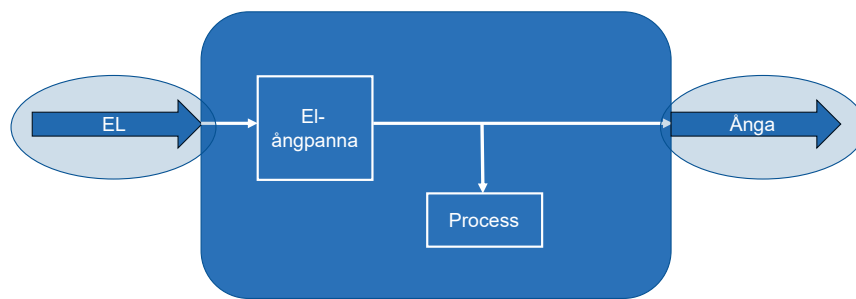 EL
El-
ångpanna
Ånga
Process